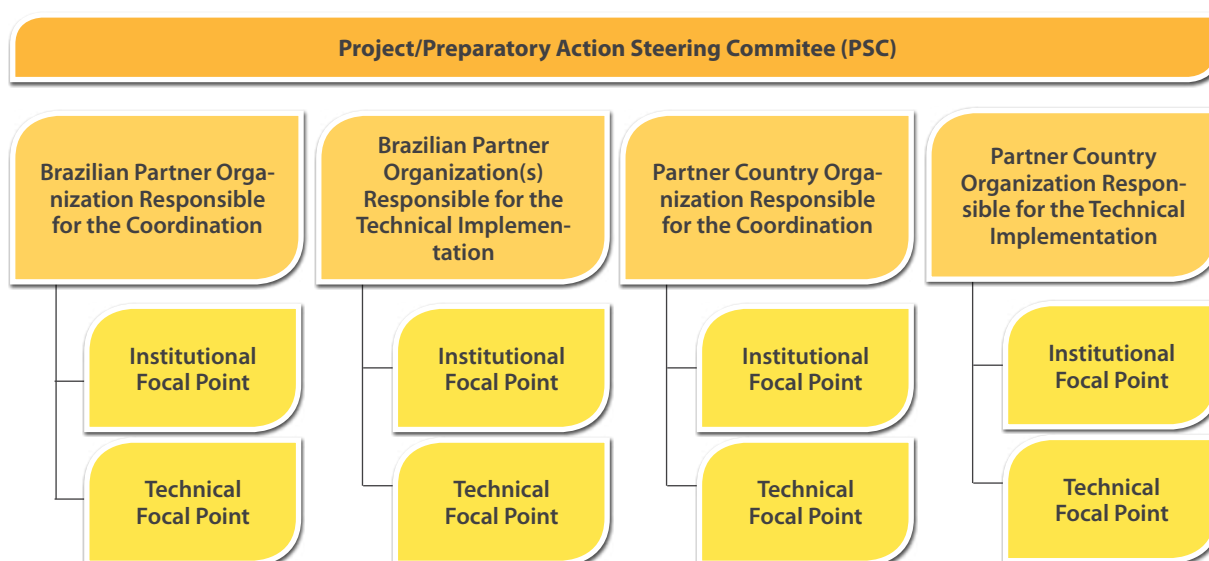 Project/Preparatory Action Steering Commitee (PSC)
Brazilian Partner Orga-
nization Responsible
for the Coordination
Institutional
Focal Point
Technical
Focal Point
Brazilian Partner
Organization(s)
Responsible for the
Technical Implemen-
tation
Institutional
Focal Point
Technical
Focal Point
Partner Country Orga-
nization Responsible
for the Coordination
Institutional
Focal Point
Technical
Focal Point
Partner Country
Organization Respon-
sible for the Technical
Implementation
Institutional
Focal Point
Technical
Focal Point